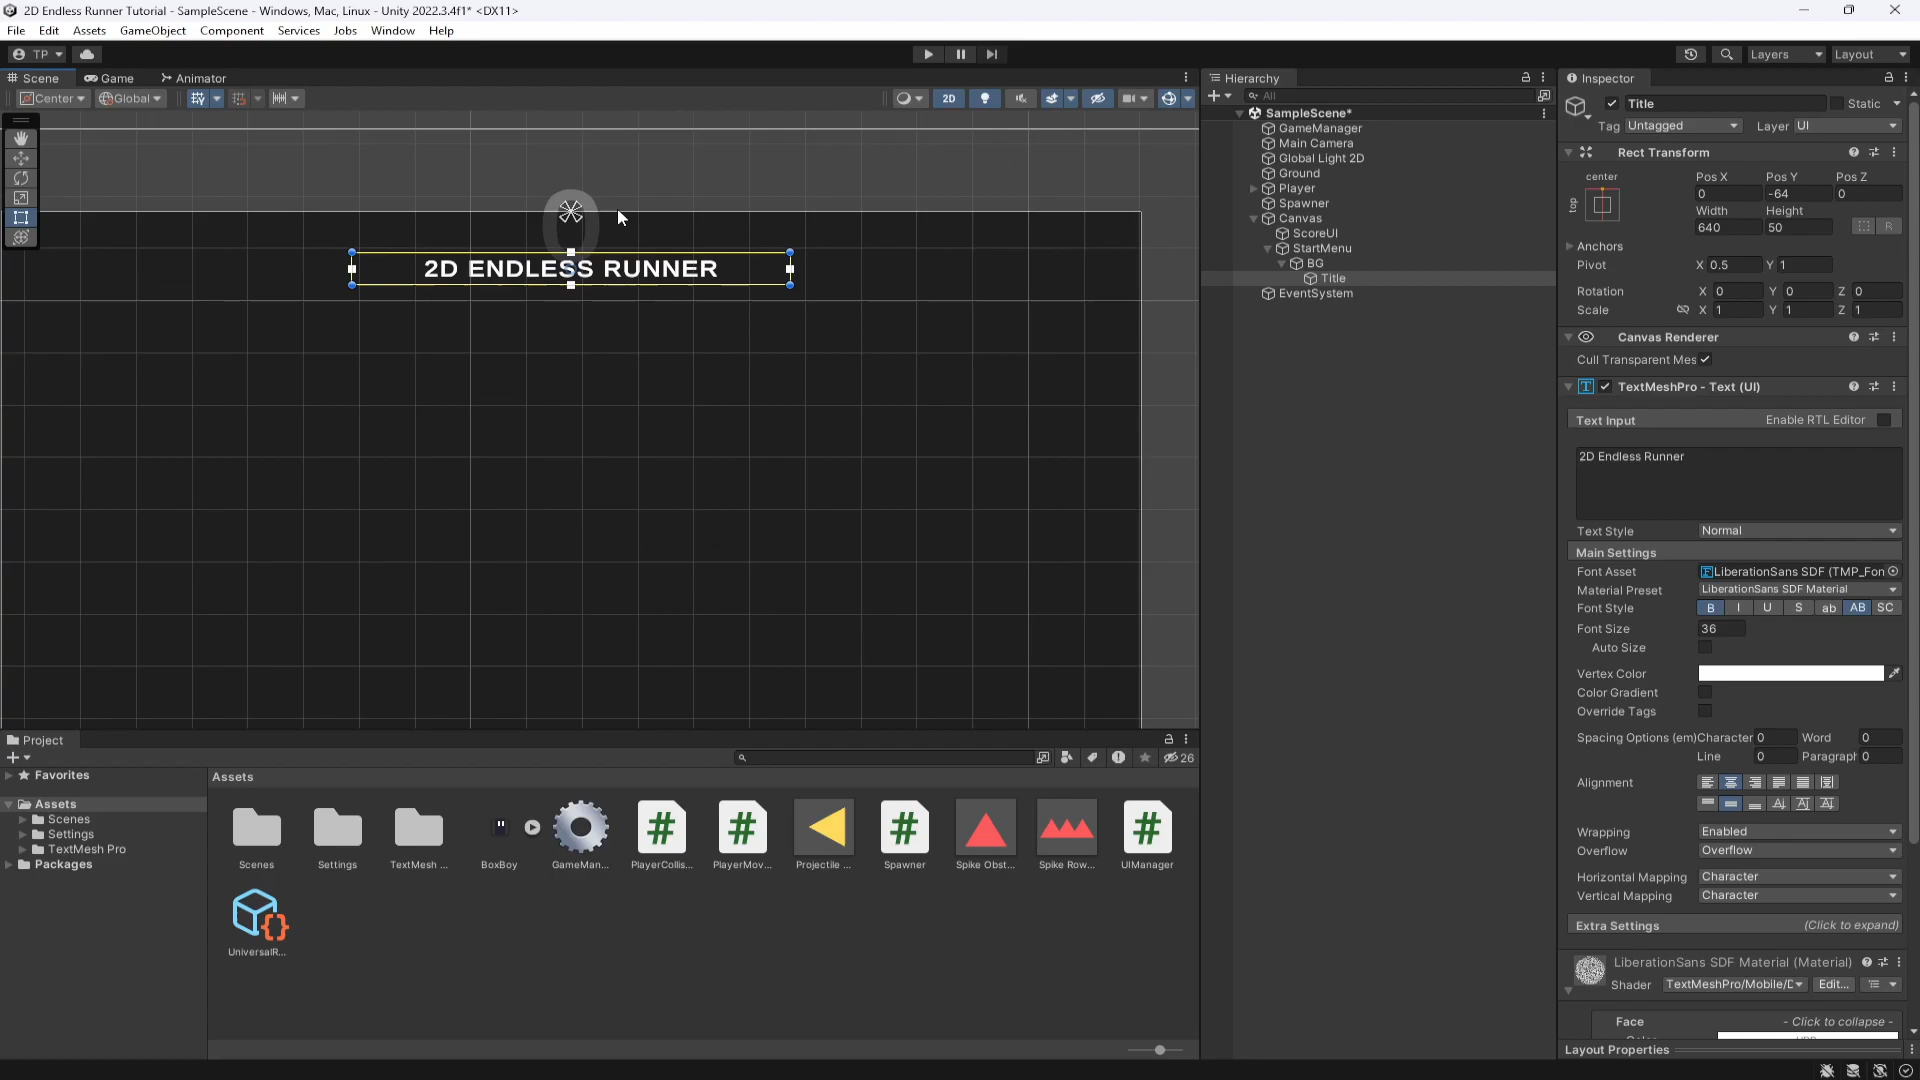 2D Endless Runner Tutorial - SampleScene - Windows, Mac, Linux - Unity 2022.3.4f1* <DX11>
File Edit Assets GameObject Component Services Jobs Window Help
TP Layers Layout
Scene Game Animator
Center Global 2D
0
2D ENDLESS RUNNER
Hierarchy
All
SampleScene*
GameManager
Main Camera
Global Light 2D
Ground
Player
Spawner
Canvas
ScoreUI
StartMenu
BG
Title
EventSystem
Inspector
Title Static
Tag Untagged Layer UI
Rect Transform
center Pos X Pos Y Pos Z
top 0 -64 0
Width Height
640 50 R
Anchors
Pivot X 0.5 Y 1
Rotation X 0 Y 0 Z 0
Scale X 1 Y 1 Z 1
Canvas Renderer
Cull Transparent Mes
TextMeshPro - Text (UI)
Text Input Enable RTL Editor
2D Endless Runner
Text Style Normal
Main Settings
Font Asset LiberationSans SDF (TMP_Fon
Material Preset LiberationSans SDF Material
Font Style B I U S ab AB SC
Font Size 36
Auto Size
Vertex Color
Color Gradient
Override Tags
Spacing Options (em) Character 0 Word 0
Line 0 Paragraph 0
Alignment
Wrapping Enabled
Overflow Overflow
Horizontal Mapping Character
Vertical Mapping Character
Extra Settings (Click to expand)
LiberationSans SDF Material (Material)
Shader TextMeshPro/Mobile/D Edit...
Face - Click to collapse -
Layout Properties
Project
26
Favorites
Assets
Scenes
Settings
TextMesh Pro
Packages
Assets
Scenes Settings TextMesh ... BoxBoy GameMan... PlayerCollis... PlayerMov... Projectile ... Spawner Spike Obst... Spike Row... UIManager
UniversalR...